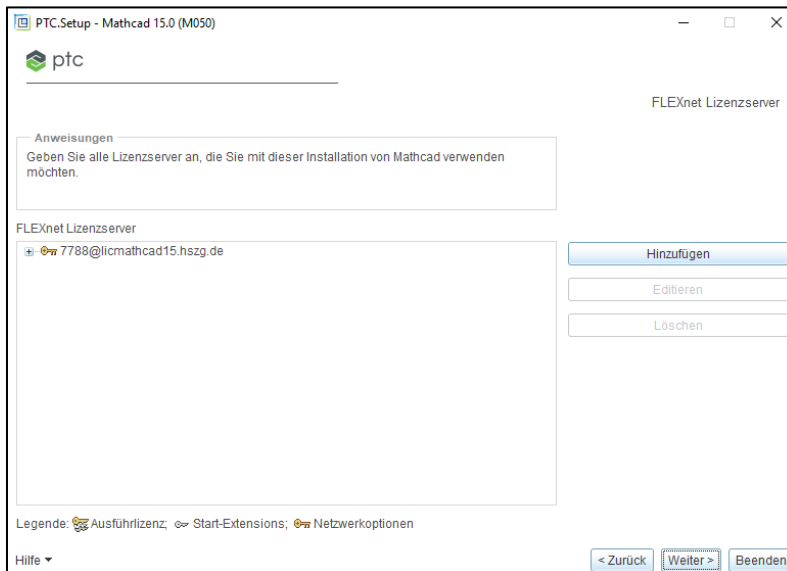 PTC.Setup - Mathcad 15.0 (M050)
ptc
FLEXnet Lizenzserver
Anweisungen
Geben Sie alle Lizenzserver an, die Sie mit dieser Installation von Mathcad verwenden
möchten.
FLEXnet Lizenzserver
7788@licmathcad15.hszg.de
Hinzufügen
Editieren
Löschen
Legende: Ausführlizenz; Start-Extensions; Netzwerkoptionen
Hilfe
< Zurück Weiter > Beenden